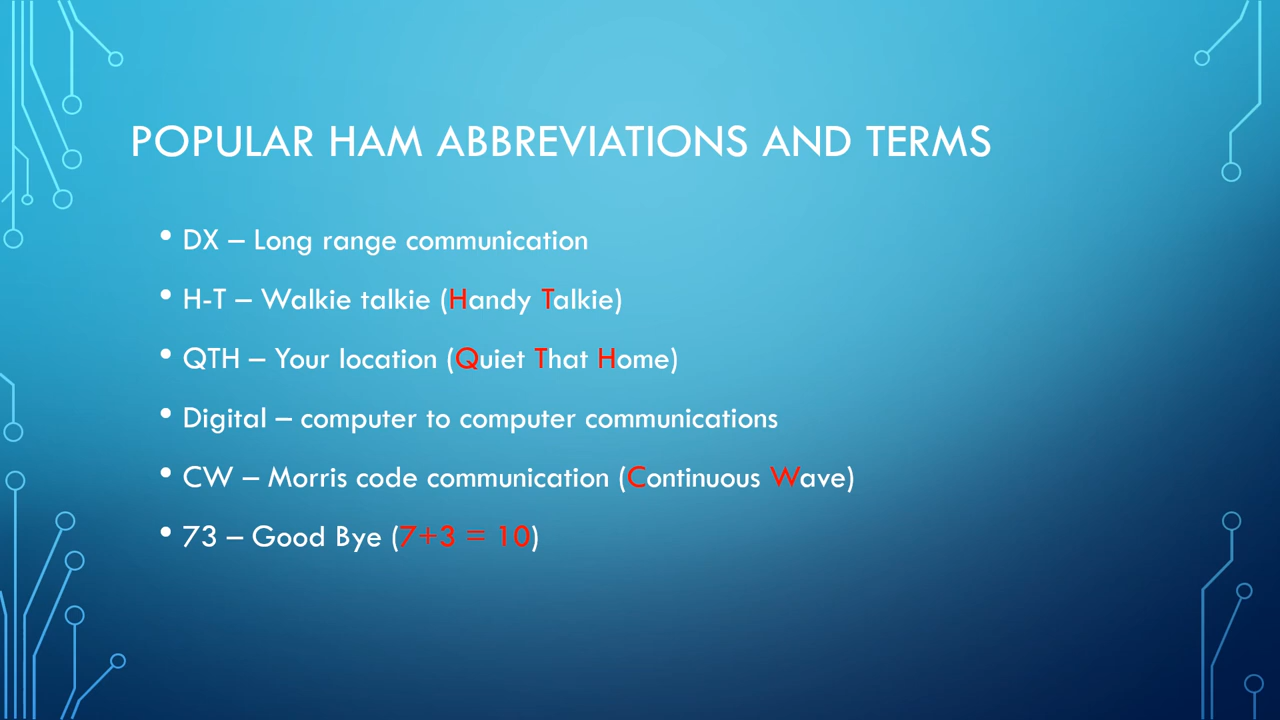 POPULAR HAM ABBREVIATIONS AND TERMS
• DX – Long range communication
• H-T – Walkie talkie (Handy Talkie)
• QTH – Your location (Quiet That Home)
• Digital – computer to computer communications
• CW – Morris code communication (Continuous Wave)
• 73 – Good Bye (7+3 = 10)